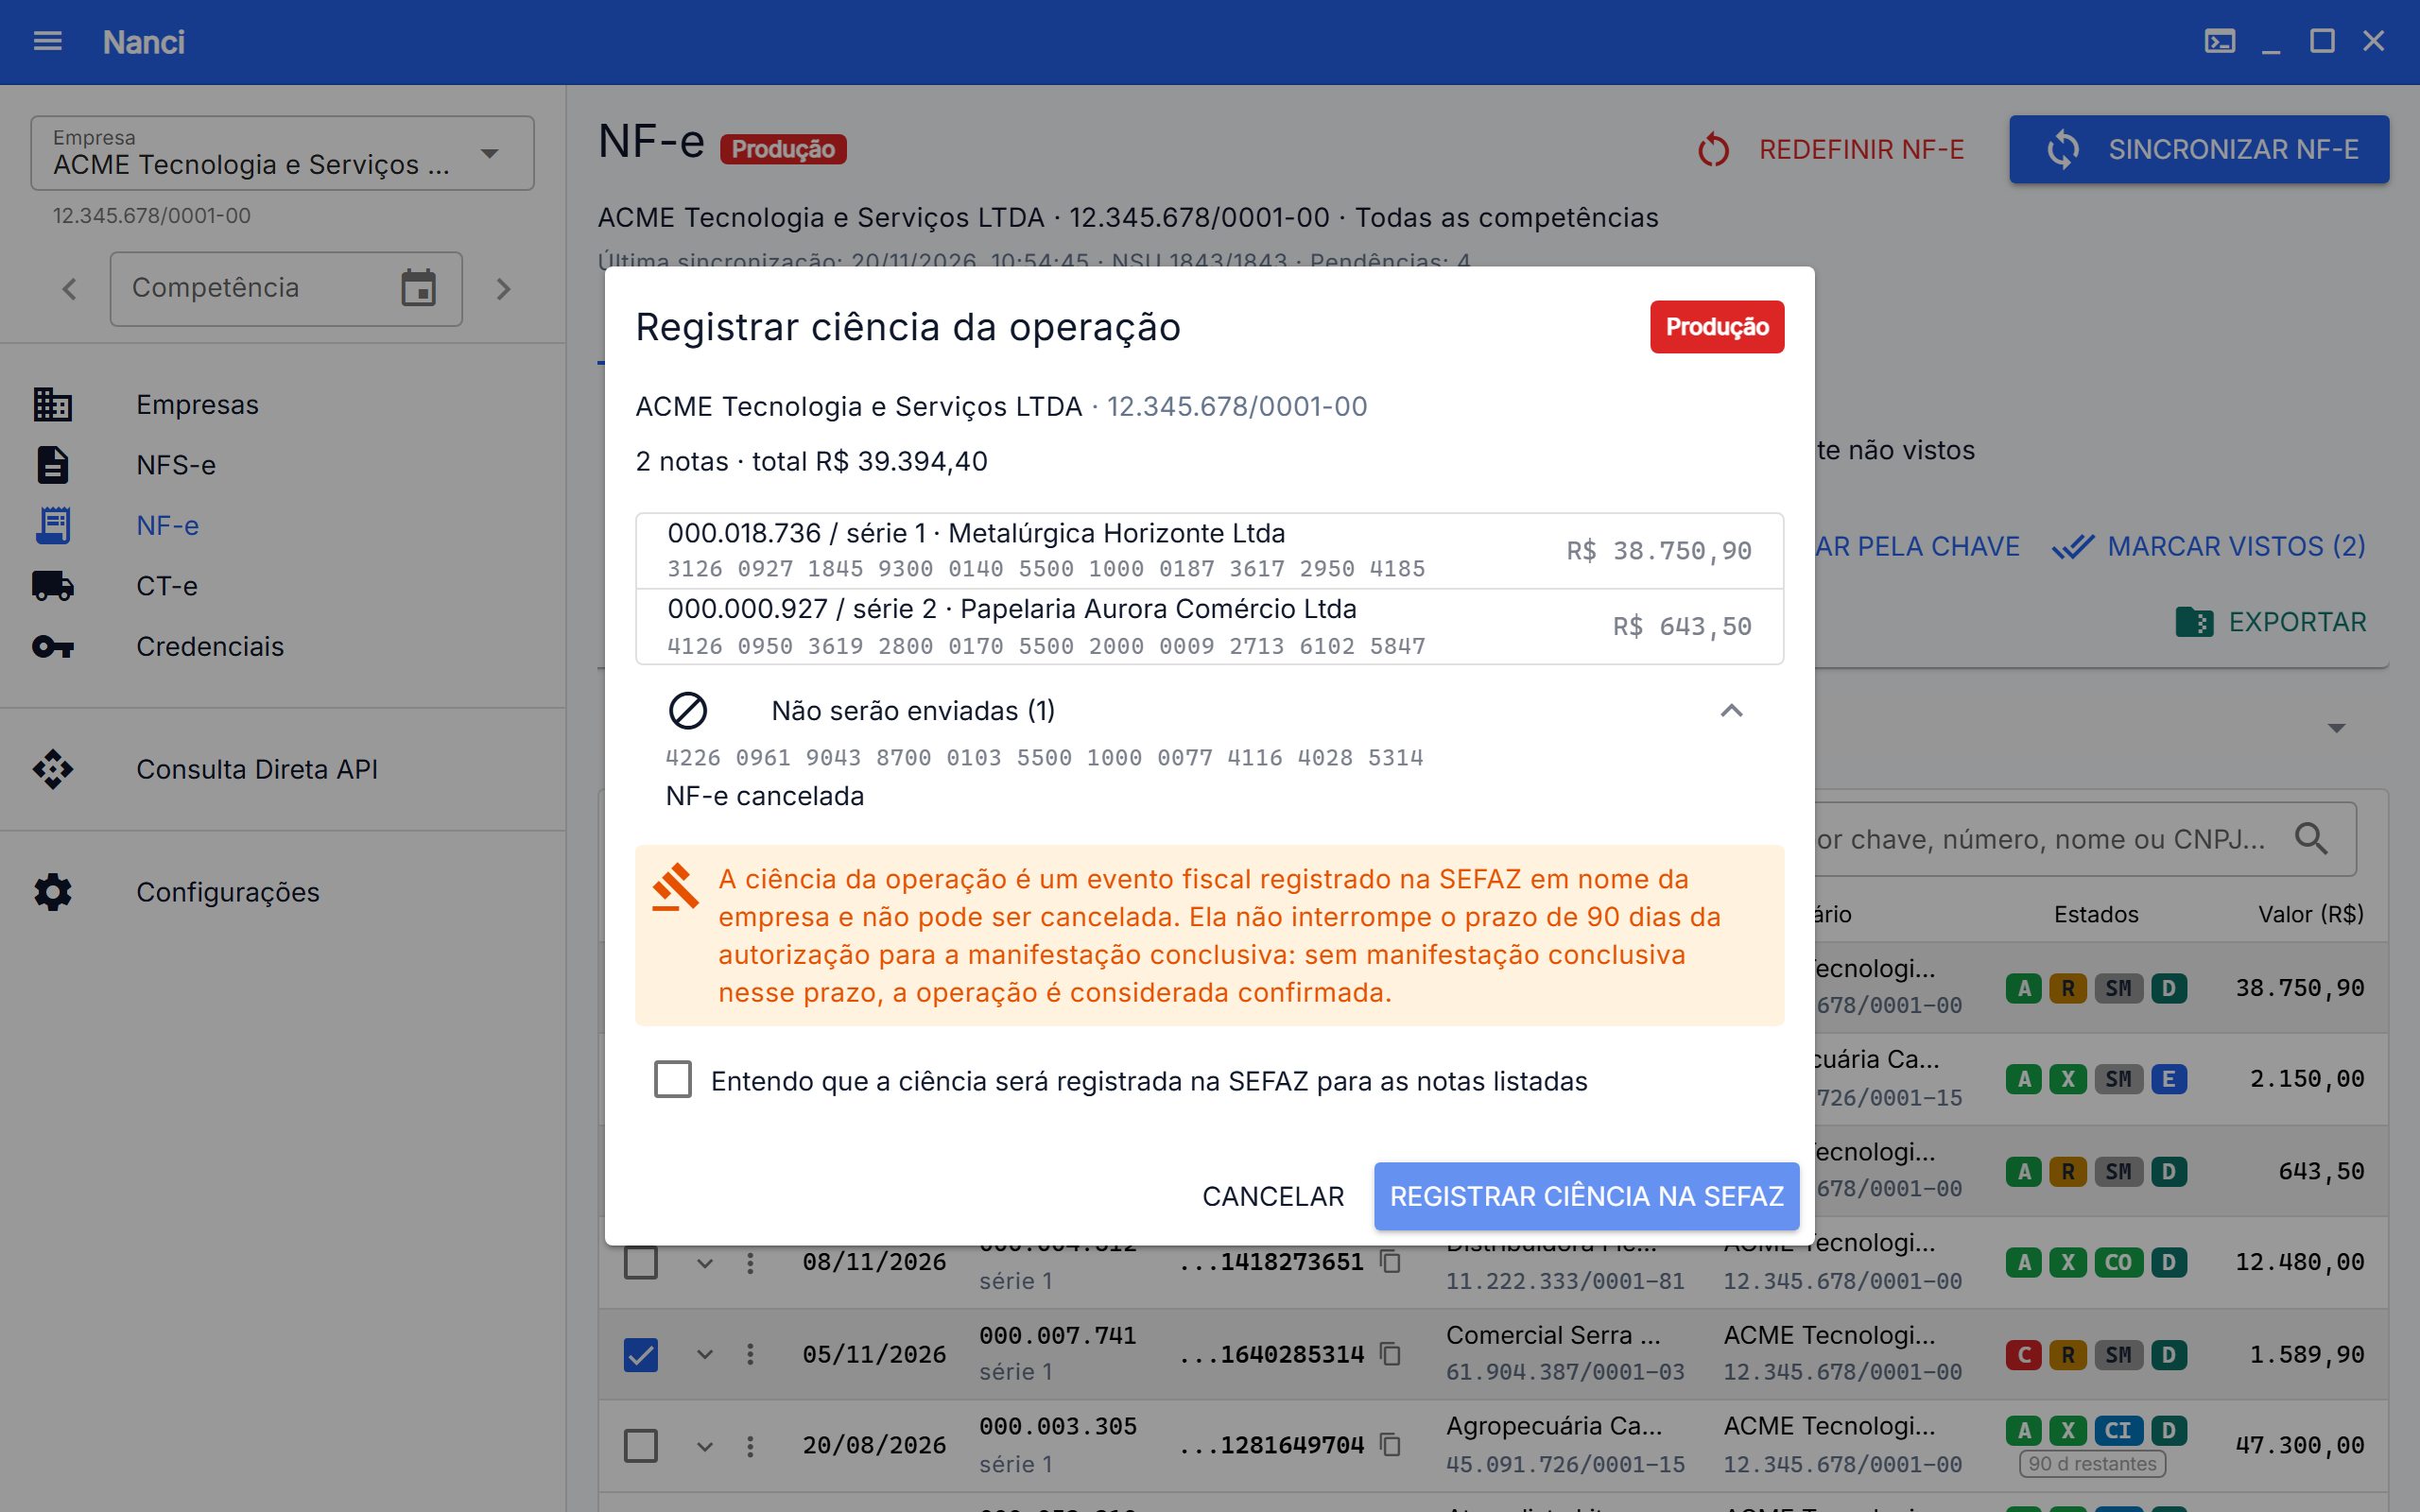 Nanci
Empresa
ACME Tecnologia e Serviços ...
12.345.678/0001-00
Competência
Empresas
NFS-e
NF-e
CT-e
Credenciais
Consulta Direta API
Configurações
NF-e Produção
REDEFINIR NF-E
SINCRONIZAR NF-E
ACME Tecnologia e Serviços LTDA · 12.345.678/0001-00 · Todas as competências
Última sincronização: 20/11/2026, 10:54:45 · NSU 1843/1843 · Pendências: 4
te não vistos
AR PELA CHAVE
MARCAR VISTOS (2)
EXPORTAR
Registrar ciência da operação
Produção
ACME Tecnologia e Serviços LTDA · 12.345.678/0001-00
2 notas · total R$ 39.394,40
000.018.736 / série 1 · Metalúrgica Horizonte Ltda
3126 0927 1845 9300 0140 5500 1000 0187 3617 2950 4185
R$ 38.750,90
000.000.927 / série 2 · Papelaria Aurora Comércio Ltda
4126 0950 3619 2800 0170 5500 2000 0009 2713 6102 5847
R$ 643,50
Não serão enviadas (1)
4226 0961 9043 8700 0103 5500 1000 0077 4116 4028 5314
NF-e cancelada
A ciência da operação é um evento fiscal registrado na SEFAZ em nome da
empresa e não pode ser cancelada. Ela não interrompe o prazo de 90 dias da
autorização para a manifestação conclusiva: sem manifestação conclusiva
nesse prazo, a operação é considerada confirmada.
Entendo que a ciência será registrada na SEFAZ para as notas listadas
CANCELAR
REGISTRAR CIÊNCIA NA SEFAZ
or chave, número, nome ou CNPJ...
ário Estados Valor (R$)
ecnologi...
678/0001-00
A R SM D 38.750,90
cuária Ca...
726/0001-15
A X SM E 2.150,00
ecnologi...
678/0001-00
A R SM D 643,50
08/11/2026
série 1
...1418273651
11.222.333/0001-81
ecnologi...
12.345.678/0001-00
A X CO D 12.480,00
05/11/2026
000.007.741
série 1
...1640285314
Comercial Serra ...
61.904.387/0001-03
ACME Tecnologi...
12.345.678/0001-00
C R SM D 1.589,90
20/08/2026
000.003.305
série 1
...1281649704
Agropecuária Ca...
45.091.726/0001-15
ACME Tecnologi...
12.345.678/0001-00
A X CI D
90 d restantes
47.300,00